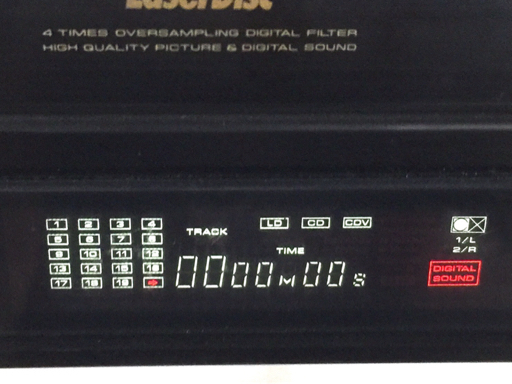 LaserDisc
4 TIMES OVERSAMPLING DIGITAL FILTER
HIGH QUALITY PICTURE & DIGITAL SOUND
1 2 3 4
5 6 7 8
9 10 11 12
13 14 15 16
17 18 19
TRACK
LD CD CDV
TIME
0000 M 00 S
1/L
2/R
DIGITAL
SOUND